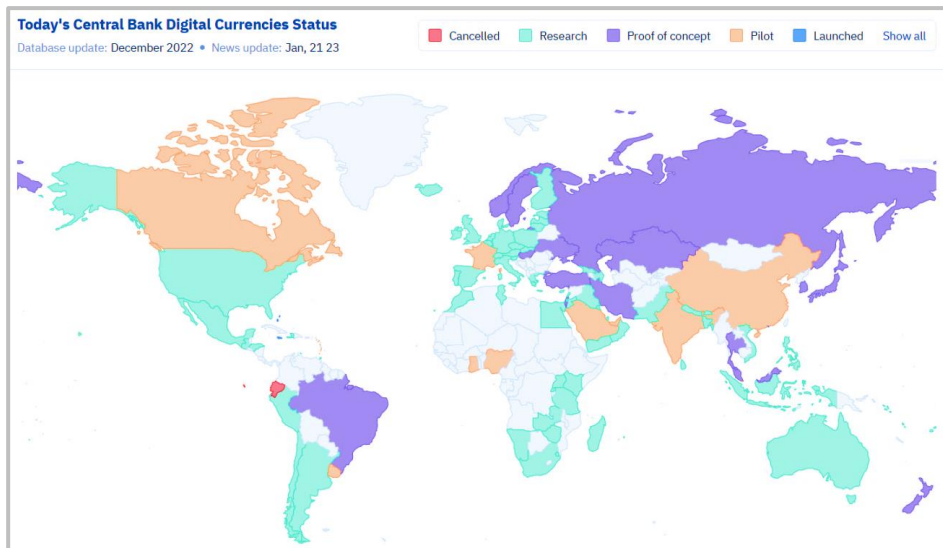 Today's Central Bank Digital Currencies Status
Database update: December 2022 • News update: Jan, 21 23
Cancelled
Research
Proof of concept
Pilot
Launched
Show all